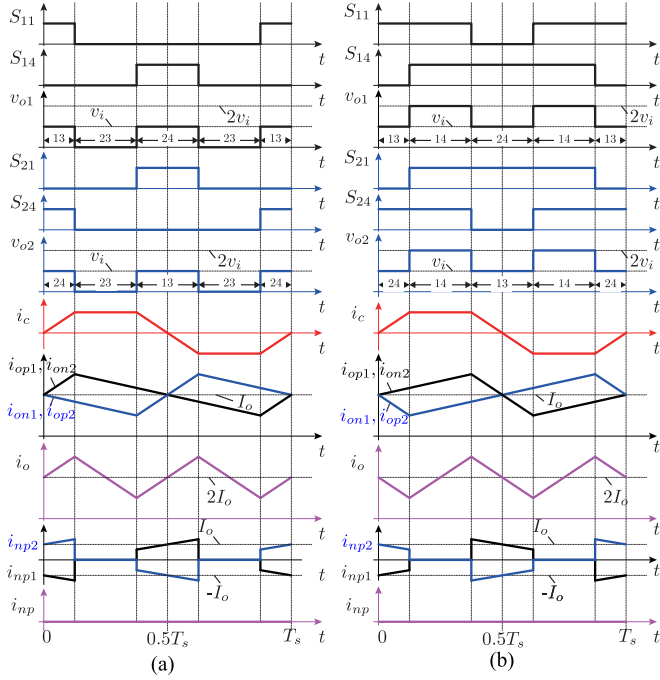 S11
t
S14
t
vo1
vi
2vi
13 23 24 23 13
t
S21
t
S24
t
vo2
vi
2vi
24 23 13 23 24
t
ic
t
iop1, ion2
ion1, iop2
Io
t
io
2Io
t
inp2
Io
inp1
-Io
t
inp
t
0 0.5Ts Ts
(a)
S11
t
S14
t
vo1
vi
2vi
13 14 24 14 13
t
S21
t
S24
t
vo2
vi
2vi
24 14 13 14 24
t
ic
t
iop1, ion2
ion1, iop2
Io
t
io
2Io
t
inp2
Io
inp1
-Io
t
inp
t
0 0.5Ts Ts
(b)